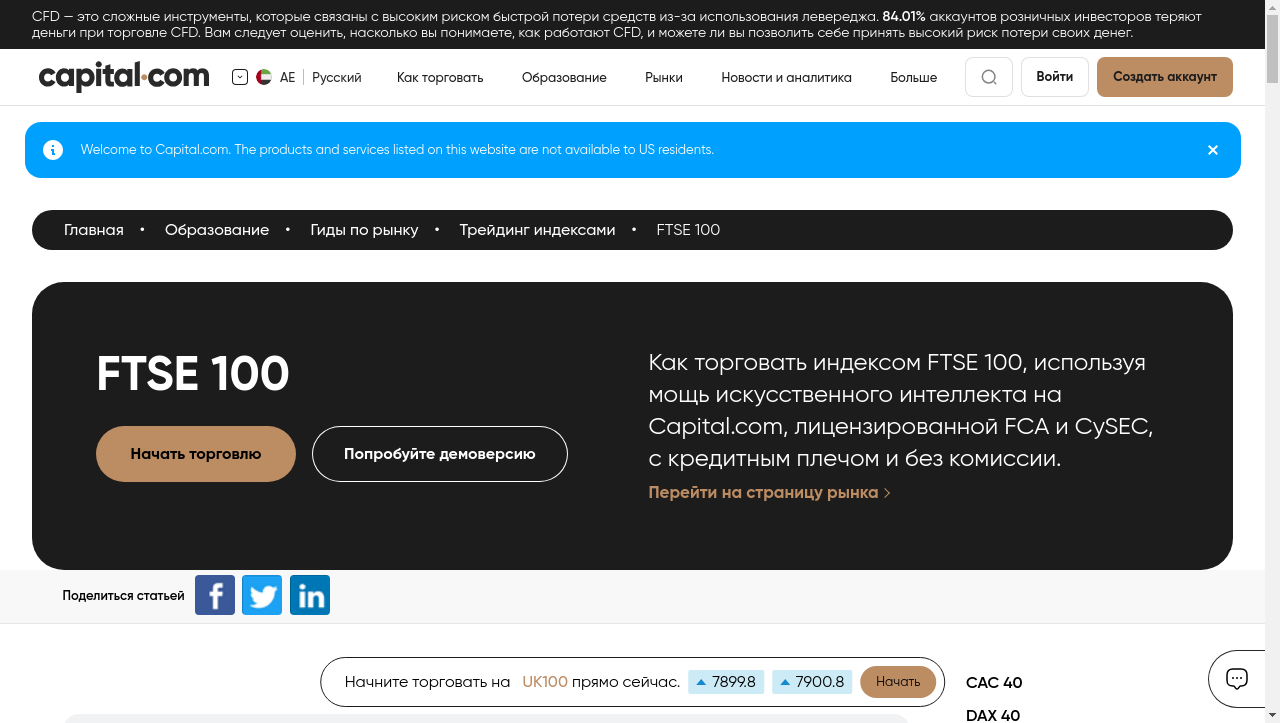 CFD — это сложные инструменты, которые связаны с высоким риском быстрой потери средств из-за использования левереджа. 84.01% аккаунтов розничных инвесторов теряют
деньги при торговле CFD. Вам следует оценить, насколько вы понимаете, как работают CFD, и можете ли вы позволить себе принять высокий риск потери своих денег.
capital.com AE Русский Как торговать Образование Рынки Новости и аналитика Больше Войти Создать аккаунт
Welcome to Capital.com. The products and services listed on this website are not available to US residents.
Главная • Образование • Гиды по рынку • Трейдинг индексами • FTSE 100
FTSE 100
Начать торговлю Попробуйте демоверсию
Как торговать индексом FTSE 100, используя
мощь искусственного интеллекта на
Capital.com, лицензированной FCA и CySEC,
с кредитным плечом и без комиссии.
Перейти на страницу рынка
Поделиться статьей
Начните торговать на UK100 прямо сейчас. 7899.8 7900.8 Начать
CAC 40
DAX 40